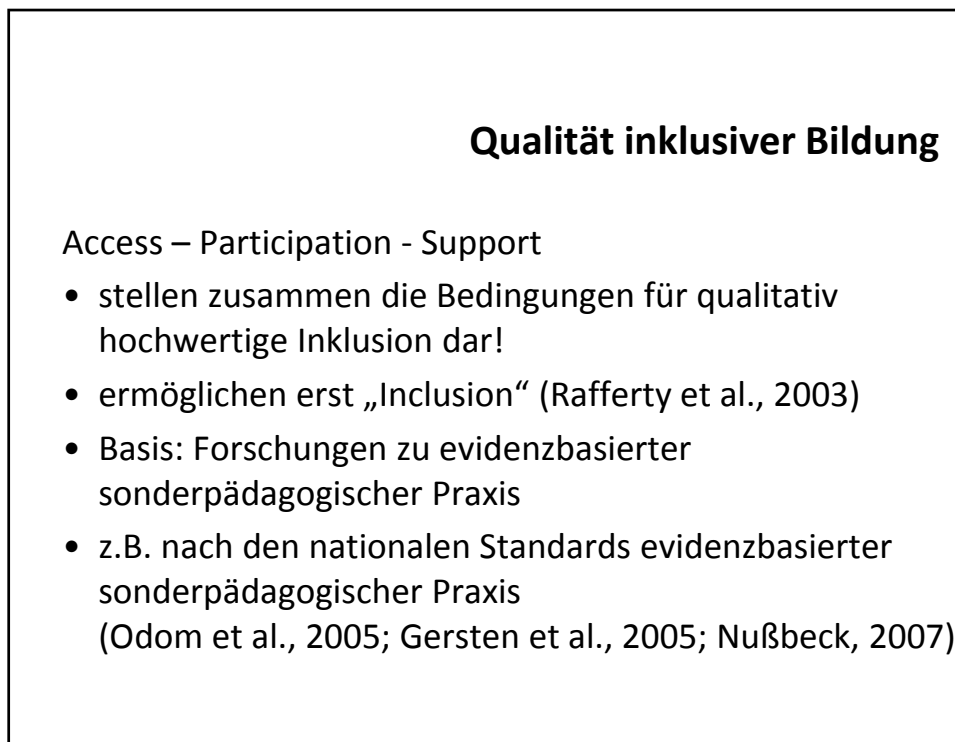 Qualität inklusiver Bildung
Access – Participation - Support
• stellen zusammen die Bedingungen für qualitativ
hochwertige Inklusion dar!
• ermöglichen erst „Inclusion“ (Rafferty et al., 2003)
• Basis: Forschungen zu evidenzbasierter
sonderpädagogischer Praxis
• z.B. nach den nationalen Standards evidenzbasierter
sonderpädagogischer Praxis
(Odom et al., 2005; Gersten et al., 2005; Nußbeck, 2007)